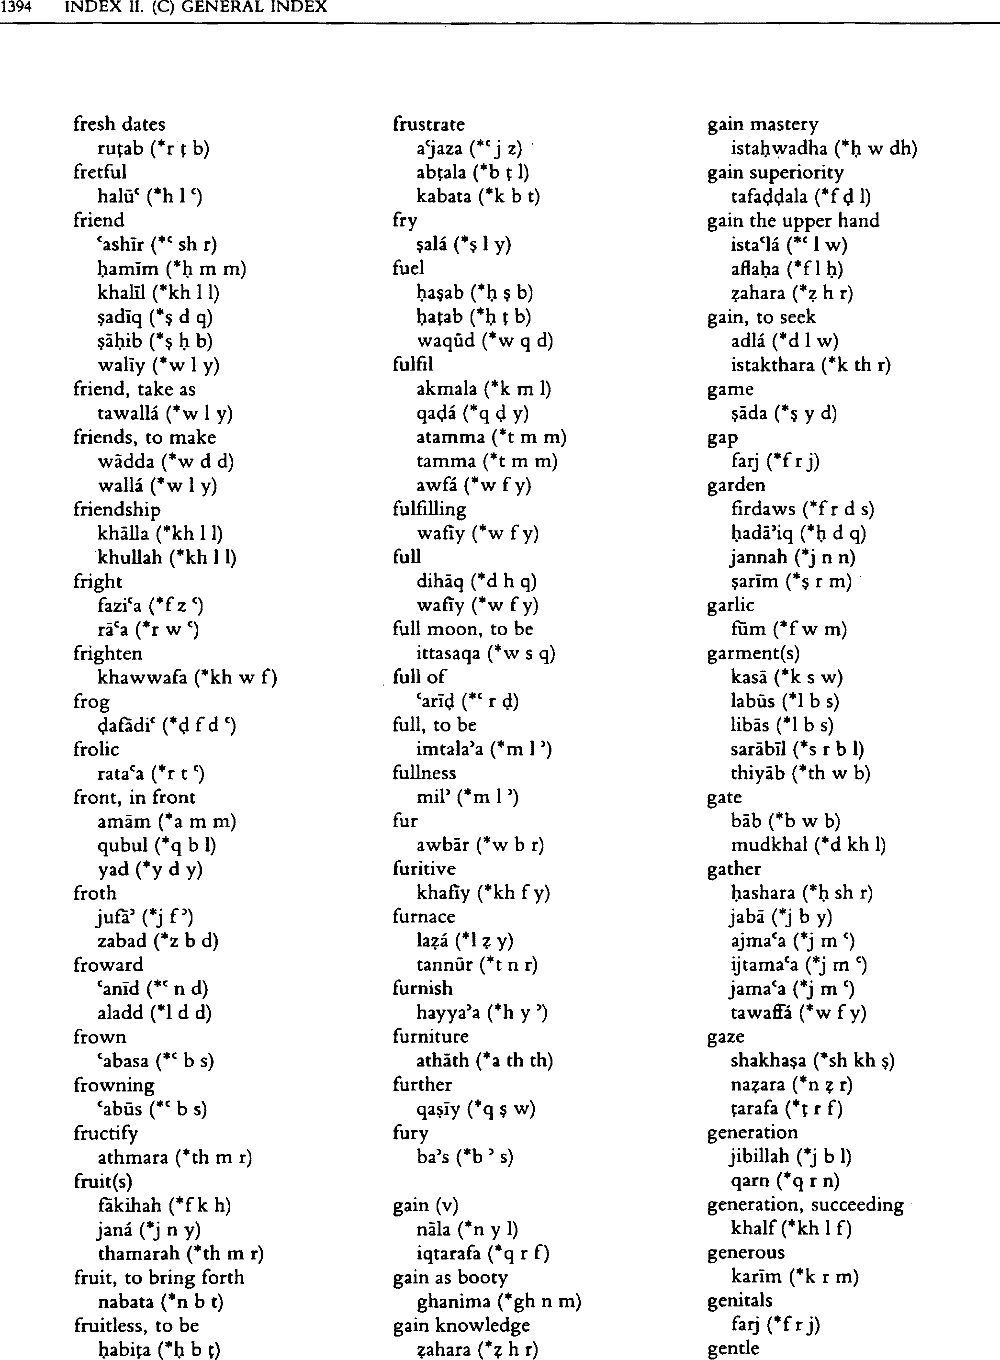 1394 INDEX II. (C) GENERAL INDEX
fresh dates
ruṭab (*r ṭ b)
fretful
halūʿ (*h l ʿ)
friend
ʿashīr (*ʿ sh r)
ḥamīm (*ḥ m m)
khalīl (*kh l l)
ṣadīq (*ṣ d q)
ṣāḥib (*ṣ ḥ b)
walīy (*w l y)
friend, take as
tawallá (*w l y)
friends, to make
wādda (*w d d)
wallá (*w l y)
friendship
khālla (*kh l l)
khullah (*kh l l)
fright
faziʿa (*f z ʿ)
rāʿa (*r w ʿ)
frighten
khawwafa (*kh w f)
frog
ḍafādiʿ (*ḍ f d ʿ)
frolic
rataʿa (*r t ʿ)
front, in front
amām (*a m m)
qubul (*q b l)
yad (*y d y)
froth
jufāʾ (*j f ʾ)
zabad (*z b d)
froward
ʿanīd (*ʿ n d)
aladd (*l d d)
frown
ʿabasa (*ʿ b s)
frowning
ʿabūs (*ʿ b s)
fructify
athmara (*th m r)
fruit(s)
fākihah (*f k h)
janá (*j n y)
thamarah (*th m r)
fruit, to bring forth
nabata (*n b t)
fruitless, to be
ḥabiṭa (*ḥ b ṭ)
frustrate
aʿjaza (*ʿ j z)
abṭala (*b ṭ l)
kabata (*k b t)
fry
ṣalá (*ṣ l y)
fuel
ḥaṣab (*ḥ ṣ b)
ḥaṭab (*ḥ ṭ b)
waqūd (*w q d)
fulfil
akmala (*k m l)
qaḍá (*q ḍ y)
atamma (*t m m)
tamma (*t m m)
awfá (*w f y)
fulfilling
wafīy (*w f y)
full
dihāq (*d h q)
wafīy (*w f y)
full moon, to be
ittasaqa (*w s q)
full of
ʿarīḍ (*ʿ r ḍ)
full, to be
imtalaʾa (*m l ʾ)
fullness
milʾ (*m l ʾ)
fur
awbār (*w b r)
furitive
khafīy (*kh f y)
furnace
laẓá (*l ẓ y)
tannūr (*t n r)
furnish
hayyaʾa (*h y ʾ)
furniture
athāth (*a th th)
further
qaṣīy (*q ṣ w)
fury
baʾs (*b ʾ s)
gain (v)
nāla (*n y l)
iqtarafa (*q r f)
gain as booty
ghanima (*gh n m)
gain knowledge
ẓahara (*ẓ h r)
gain mastery
istaḥwadha (*ḥ w dh)
gain superiority
tafaḍḍala (*f ḍ l)
gain the upper hand
istaʿlá (*ʿ l w)
aflaḥa (*f l ḥ)
ẓahara (*ẓ h r)
gain, to seek
adlá (*d l w)
istakthara (*k th r)
game
ṣāda (*ṣ y d)
gap
farj (*f r j)
garden
firdaws (*f r d s)
ḥadāʾiq (*ḥ d q)
jannah (*j n n)
ṣarīm (*ṣ r m)
garlic
fūm (*f w m)
garment(s)
kasā (*k s w)
labūs (*l b s)
libās (*l b s)
sarābīl (*s r b l)
thiyāb (*th w b)
gate
bāb (*b w b)
mudkhal (*d kh l)
gather
ḥashara (*ḥ sh r)
jabā (*j b y)
ajmaʿa (*j m ʿ)
ijtamaʿa (*j m ʿ)
jamaʿa (*j m ʿ)
tawaffá (*w f y)
gaze
shakhaṣa (*sh kh ṣ)
naẓara (*n ẓ r)
ṭarafa (*ṭ r f)
generation
jibillah (*j b l)
qarn (*q r n)
generation, succeeding
khalf (*kh l f)
generous
karīm (*k r m)
genitals
farj (*f r j)
gentle